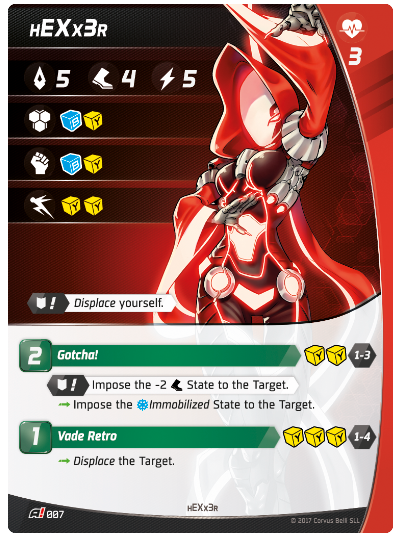 HEXx3R
3
5 4 5
B Y
B Y
Y Y
! Displace yourself.
2 Gotcha! Y Y 1-3
! Impose the -2 State to the Target.
Impose the Immobilized State to the Target.
1 Vade Retro Y Y Y 1-4
Displace the Target.
A! 007
HEXx3R
© 2017 Corvus Belli SLL